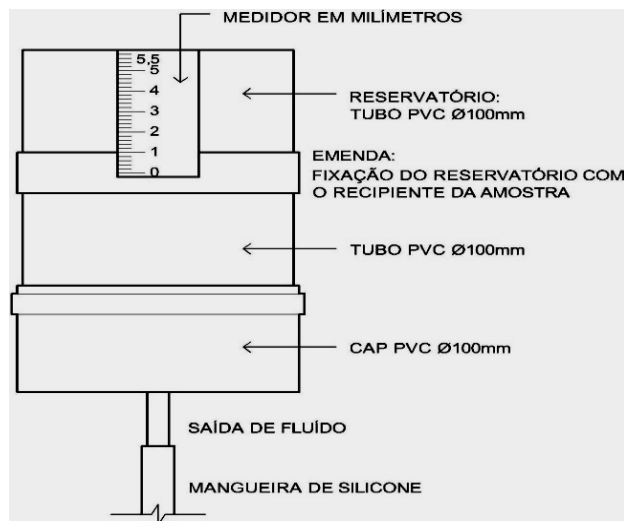 MEDIDOR EM MILÍMETROS
5,5
5
4
3
2
1
0
RESERVATÓRIO:
TUBO PVC Ø100mm
EMENDA:
FIXAÇÃO DO RESERVATÓRIO COM
O RECIPIENTE DA AMOSTRA
TUBO PVC Ø100mm
CAP PVC Ø100mm
SAÍDA DE FLUÍDO
MANGUEIRA DE SILICONE